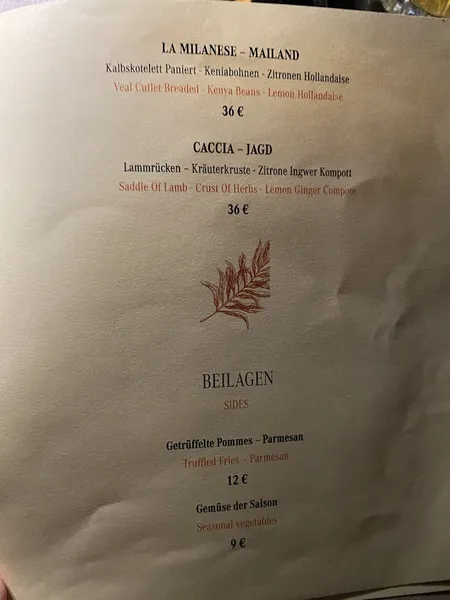 LA MILANESE – MAILAND
Kalbskotelett Paniert - Keniabohnen - Zitronen Hollandaise
Veal Cutlet Breaded - Kenya Beans - Lemon Hollandaise
36 €
CACCIA – JAGD
Lammrücken – Kräuterkruste - Zitrone Ingwer Kompott
Saddle Of Lamb - Crust Of Herbs - Lemon Ginger Compote
36 €
BEILAGEN
SIDES
Getrüffelte Pommes – Parmesan
Truffled Fries – Parmesan
12 €
Gemüse der Saison
Seasonal vegetables
9 €